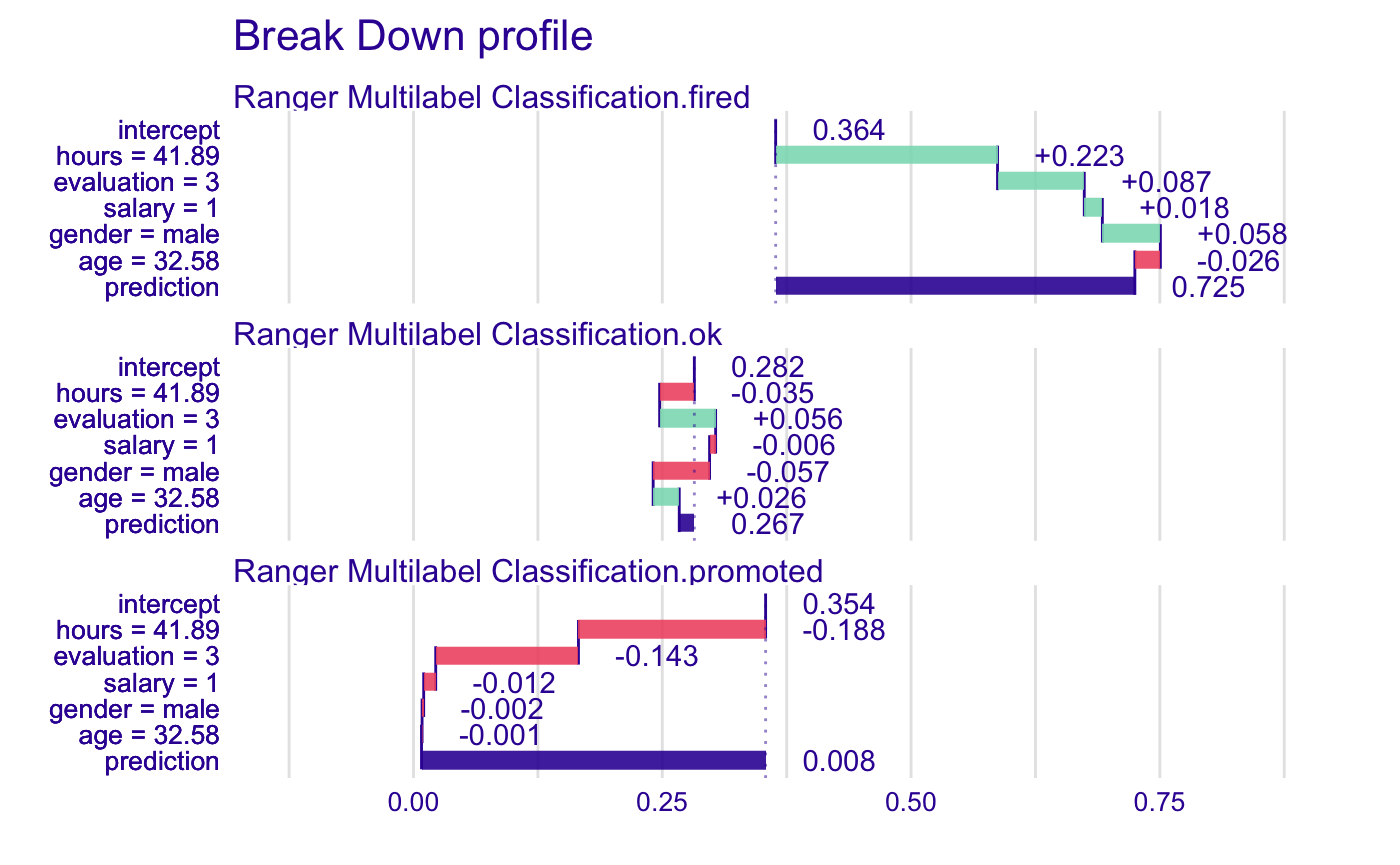 Break Down profile
Ranger Multilabel Classification.fired
intercept 0.364
hours = 41.89 +0.223
evaluation = 3 +0.087
salary = 1 +0.018
gender = male +0.058
age = 32.58 -0.026
prediction 0.725
Ranger Multilabel Classification.ok
intercept 0.282
hours = 41.89 -0.035
evaluation = 3 +0.056
salary = 1 -0.006
gender = male -0.057
age = 32.58 +0.026
prediction 0.267
Ranger Multilabel Classification.promoted
intercept 0.354
hours = 41.89 -0.188
evaluation = 3 -0.143
salary = 1 -0.012
gender = male -0.002
age = 32.58 -0.001
prediction 0.008
0.00 0.25 0.50 0.75